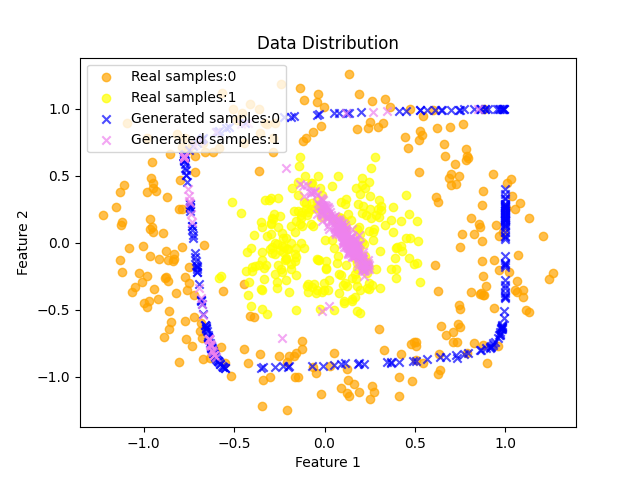 Data Distribution
Real samples:0
Real samples:1
Generated samples:0
Generated samples:1
Feature 2
1.0
0.5
0.0
−0.5
−1.0
−1.0
−0.5
0.0
0.5
1.0
Feature 1